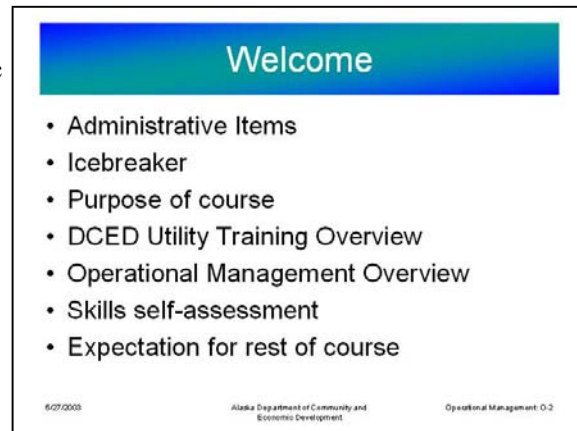 Welcome
• Administrative Items
• Icebreaker
• Purpose of course
• DCED Utility Training Overview
• Operational Management Overview
• Skills self-assessment
• Expectation for rest of course
6/27/2003
Alaska Department of Community and
Economic Development
Operational Management: O-2